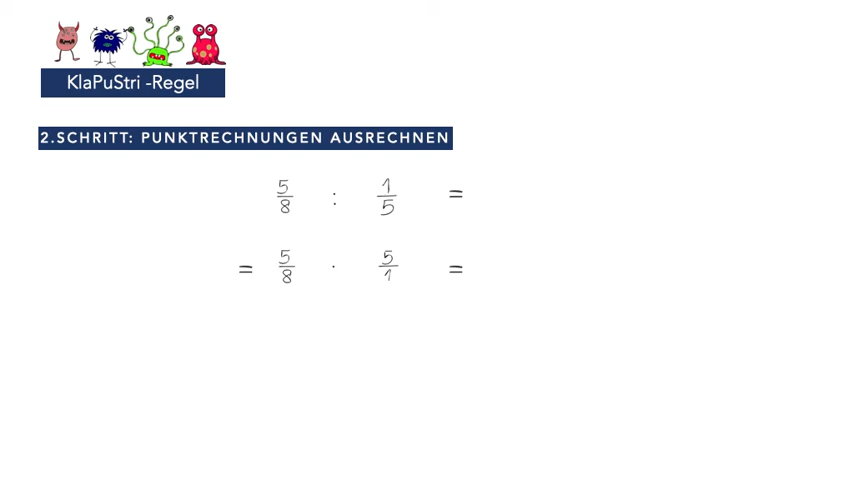 KlaPuStri -Regel
2.SCHRITT: PUNKTRECHNUNGEN AUSRECHNEN
5/8 : 1/5 =
= 5/8 · 5/1 =